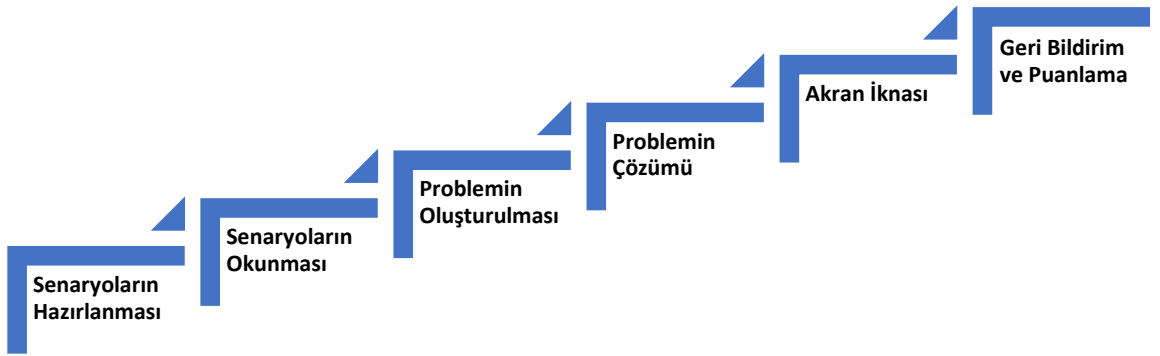 Senaryoların
Hazırlanması
Senaryoların
Okunması
Problemin
Oluşturulması
Problemin
Çözümü
Akran İknası
Geri Bildirim
ve Puanlama